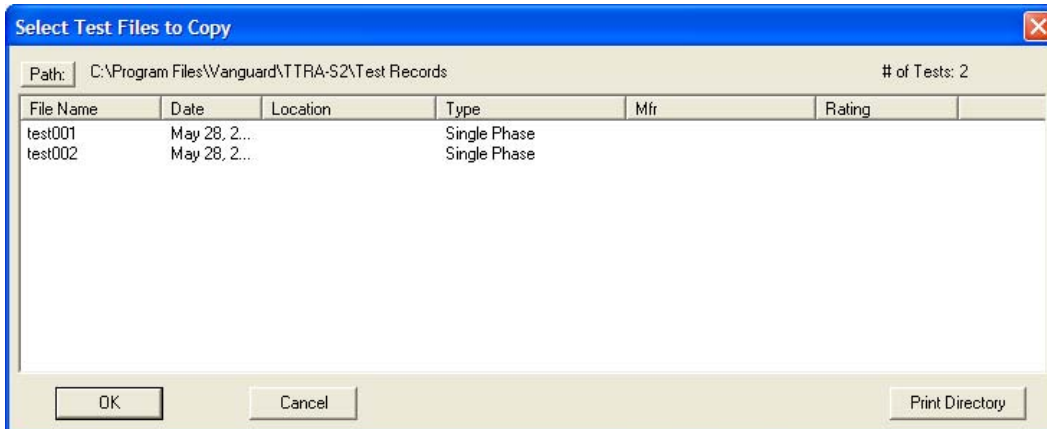 Select Test Files to Copy
Path: C:\Program Files\Vanguard\TTRA-S2\Test Records # of Tests: 2
File Name Date Location Type Mfr Rating
test001 May 28, 2... Single Phase
test002 May 28, 2... Single Phase
OK Cancel Print Directory